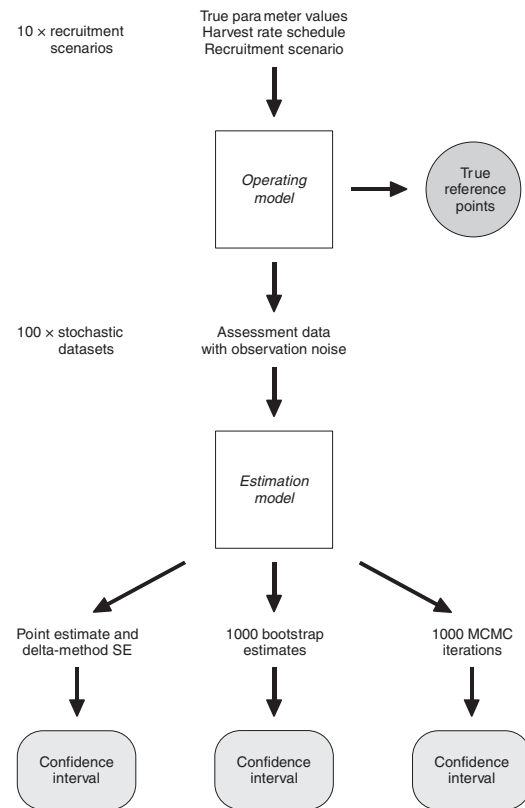 10 × recruitment
scenarios
True parameter values
Harvest rate schedule
Recruitment scenario
Operating
model
True
reference
points
100 × stochastic
datasets
Assessment data
with observation noise
Estimation
model
Point estimate and
delta-method SE
1000 bootstrap
estimates
1000 MCMC
iterations
Confidence
interval
Confidence
interval
Confidence
interval